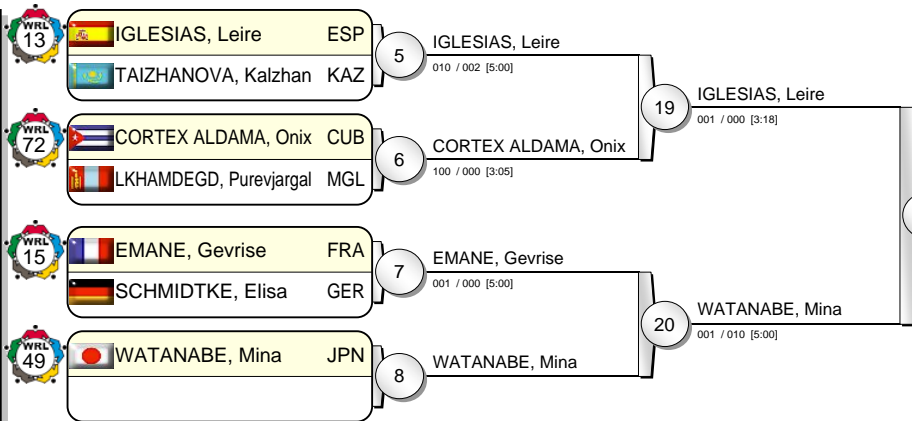 WRL
13
IGLESIAS, Leire ESP
TAIZHANOVA, Kalzhan KAZ
5
IGLESIAS, Leire
010 / 002 [5:00]
19
IGLESIAS, Leire
001 / 000 [3:18]
WRL
72
CORTEX ALDAMA, Onix CUB
LKHAMDEGD, Purevjargal MGL
6
CORTEX ALDAMA, Onix
100 / 000 [3:05]
WRL
15
EMANE, Gevrise FRA
SCHMIDTKE, Elisa GER
7
EMANE, Gevrise
001 / 000 [5:00]
20
WATANABE, Mina
001 / 010 [5:00]
WRL
49
WATANABE, Mina JPN
8
WATANABE, Mina